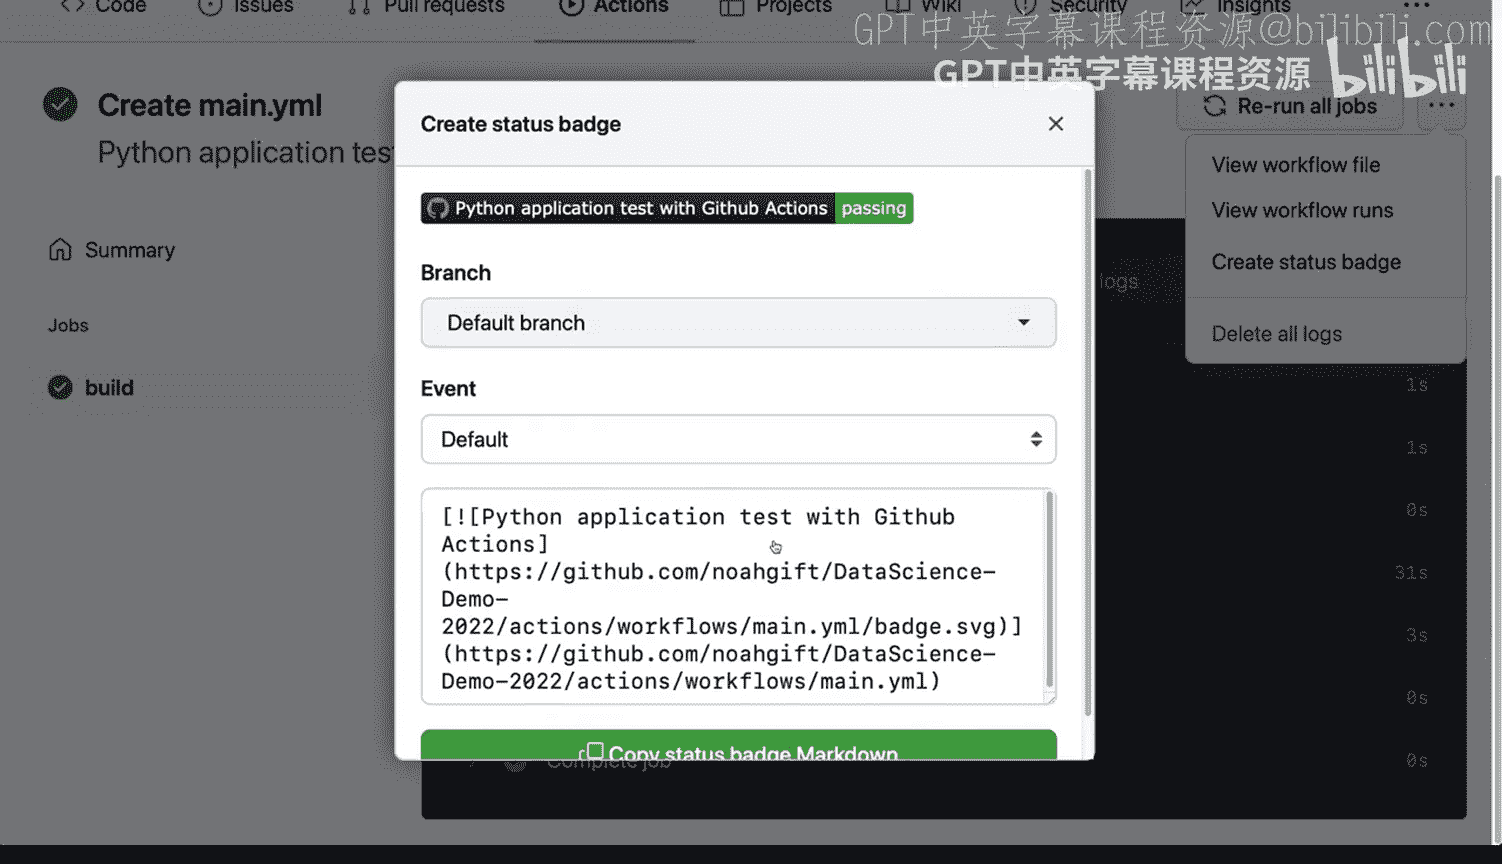 Code Issues Pull requests Actions Projects Wiki Security Insights
GPT中英字幕课程资源@bilibili.com
GPT中英字幕课程资源 bilibili
Create main.yml
Re-run all jobs
Python application tes
Create status badge
View workflow file
View workflow runs
Create status badge
Delete all logs
Python application test with Github Actions passing
Summary
Branch
logs
Default branch
Jobs
build
1s
Event
Default
1s
[![Python application test with Github
Actions]
(https://github.com/noahgift/DataScience-
Demo-
2022/actions/workflows/main.yml/badge.svg)]
(https://github.com/noahgift/DataScience-
Demo-2022/actions/workflows/main.yml)
0s
31s
3s
0s
Copy status badge Markdown
Complete job
0s